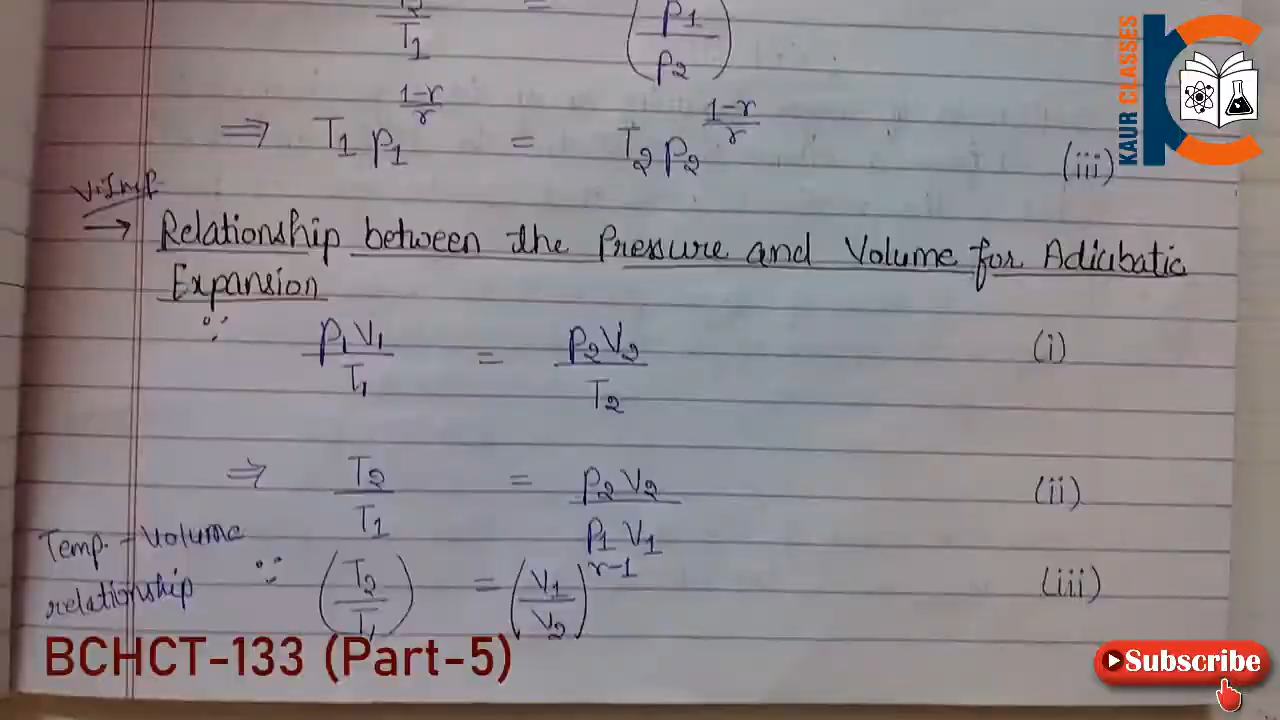 T2/T1 = (P1/P2)
⇒ T1 P1^(1-r/r) = T2 P2^(1-r/r) (iii)
V.Imp.
→ Relationship between the Pressure and Volume for Adiabatic
Expansion
∵ P1V1/T1 = P2V2/T2 (i)
⇒ T2/T1 = P2V2/P1V1 (ii)
Temp. - Volume
relationship ∵ (T2/T1) = (V1/V2)^(r-1) (iii)
BCHCT-133 (Part-5)
KAUR CLASSES
Subscribe